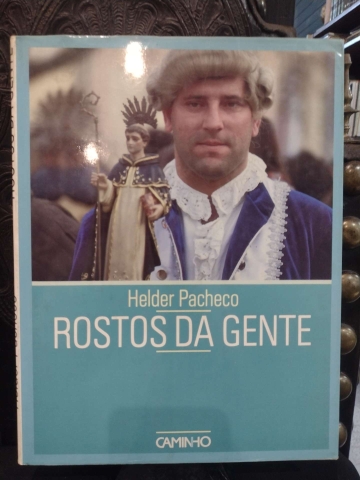 Helder Pacheco
ROSTOS DA GENTE
CAMINHO